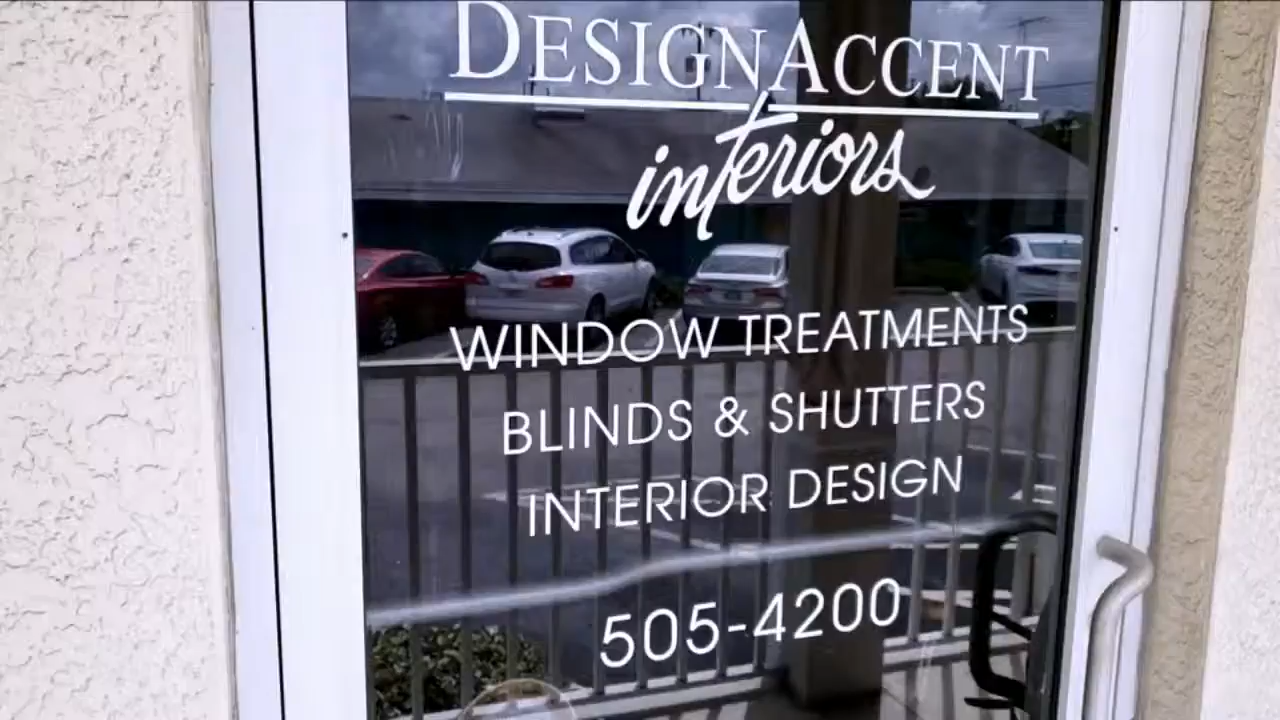 DESIGNACCENT
interiors
WINDOW TREATMENTS
BLINDS & SHUTTERS
INTERIOR DESIGN
505-4200